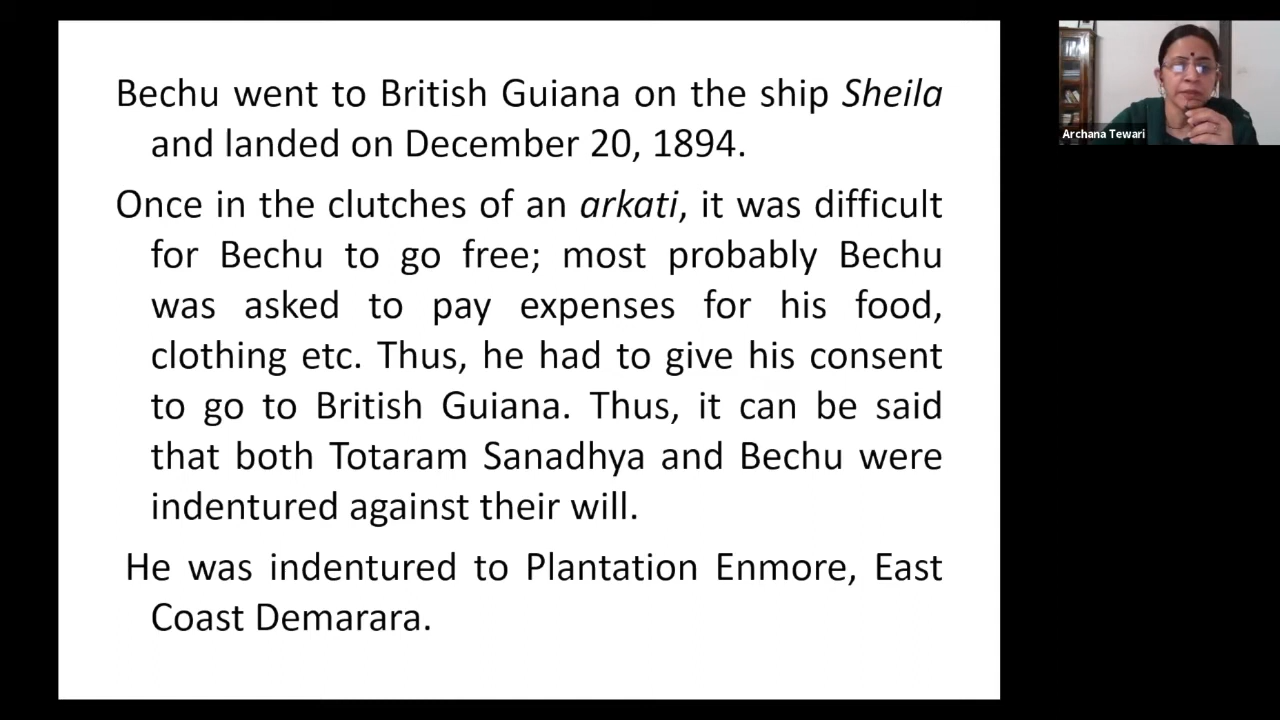 Bechu went to British Guiana on the ship Sheila
and landed on December 20, 1894.
Once in the clutches of an arkati, it was difficult
for Bechu to go free; most probably Bechu
was asked to pay expenses for his food,
clothing etc. Thus, he had to give his consent
to go to British Guiana. Thus, it can be said
that both Totaram Sanadhya and Bechu were
indentured against their will.
He was indentured to Plantation Enmore, East
Coast Demarara.
Archana Tewari